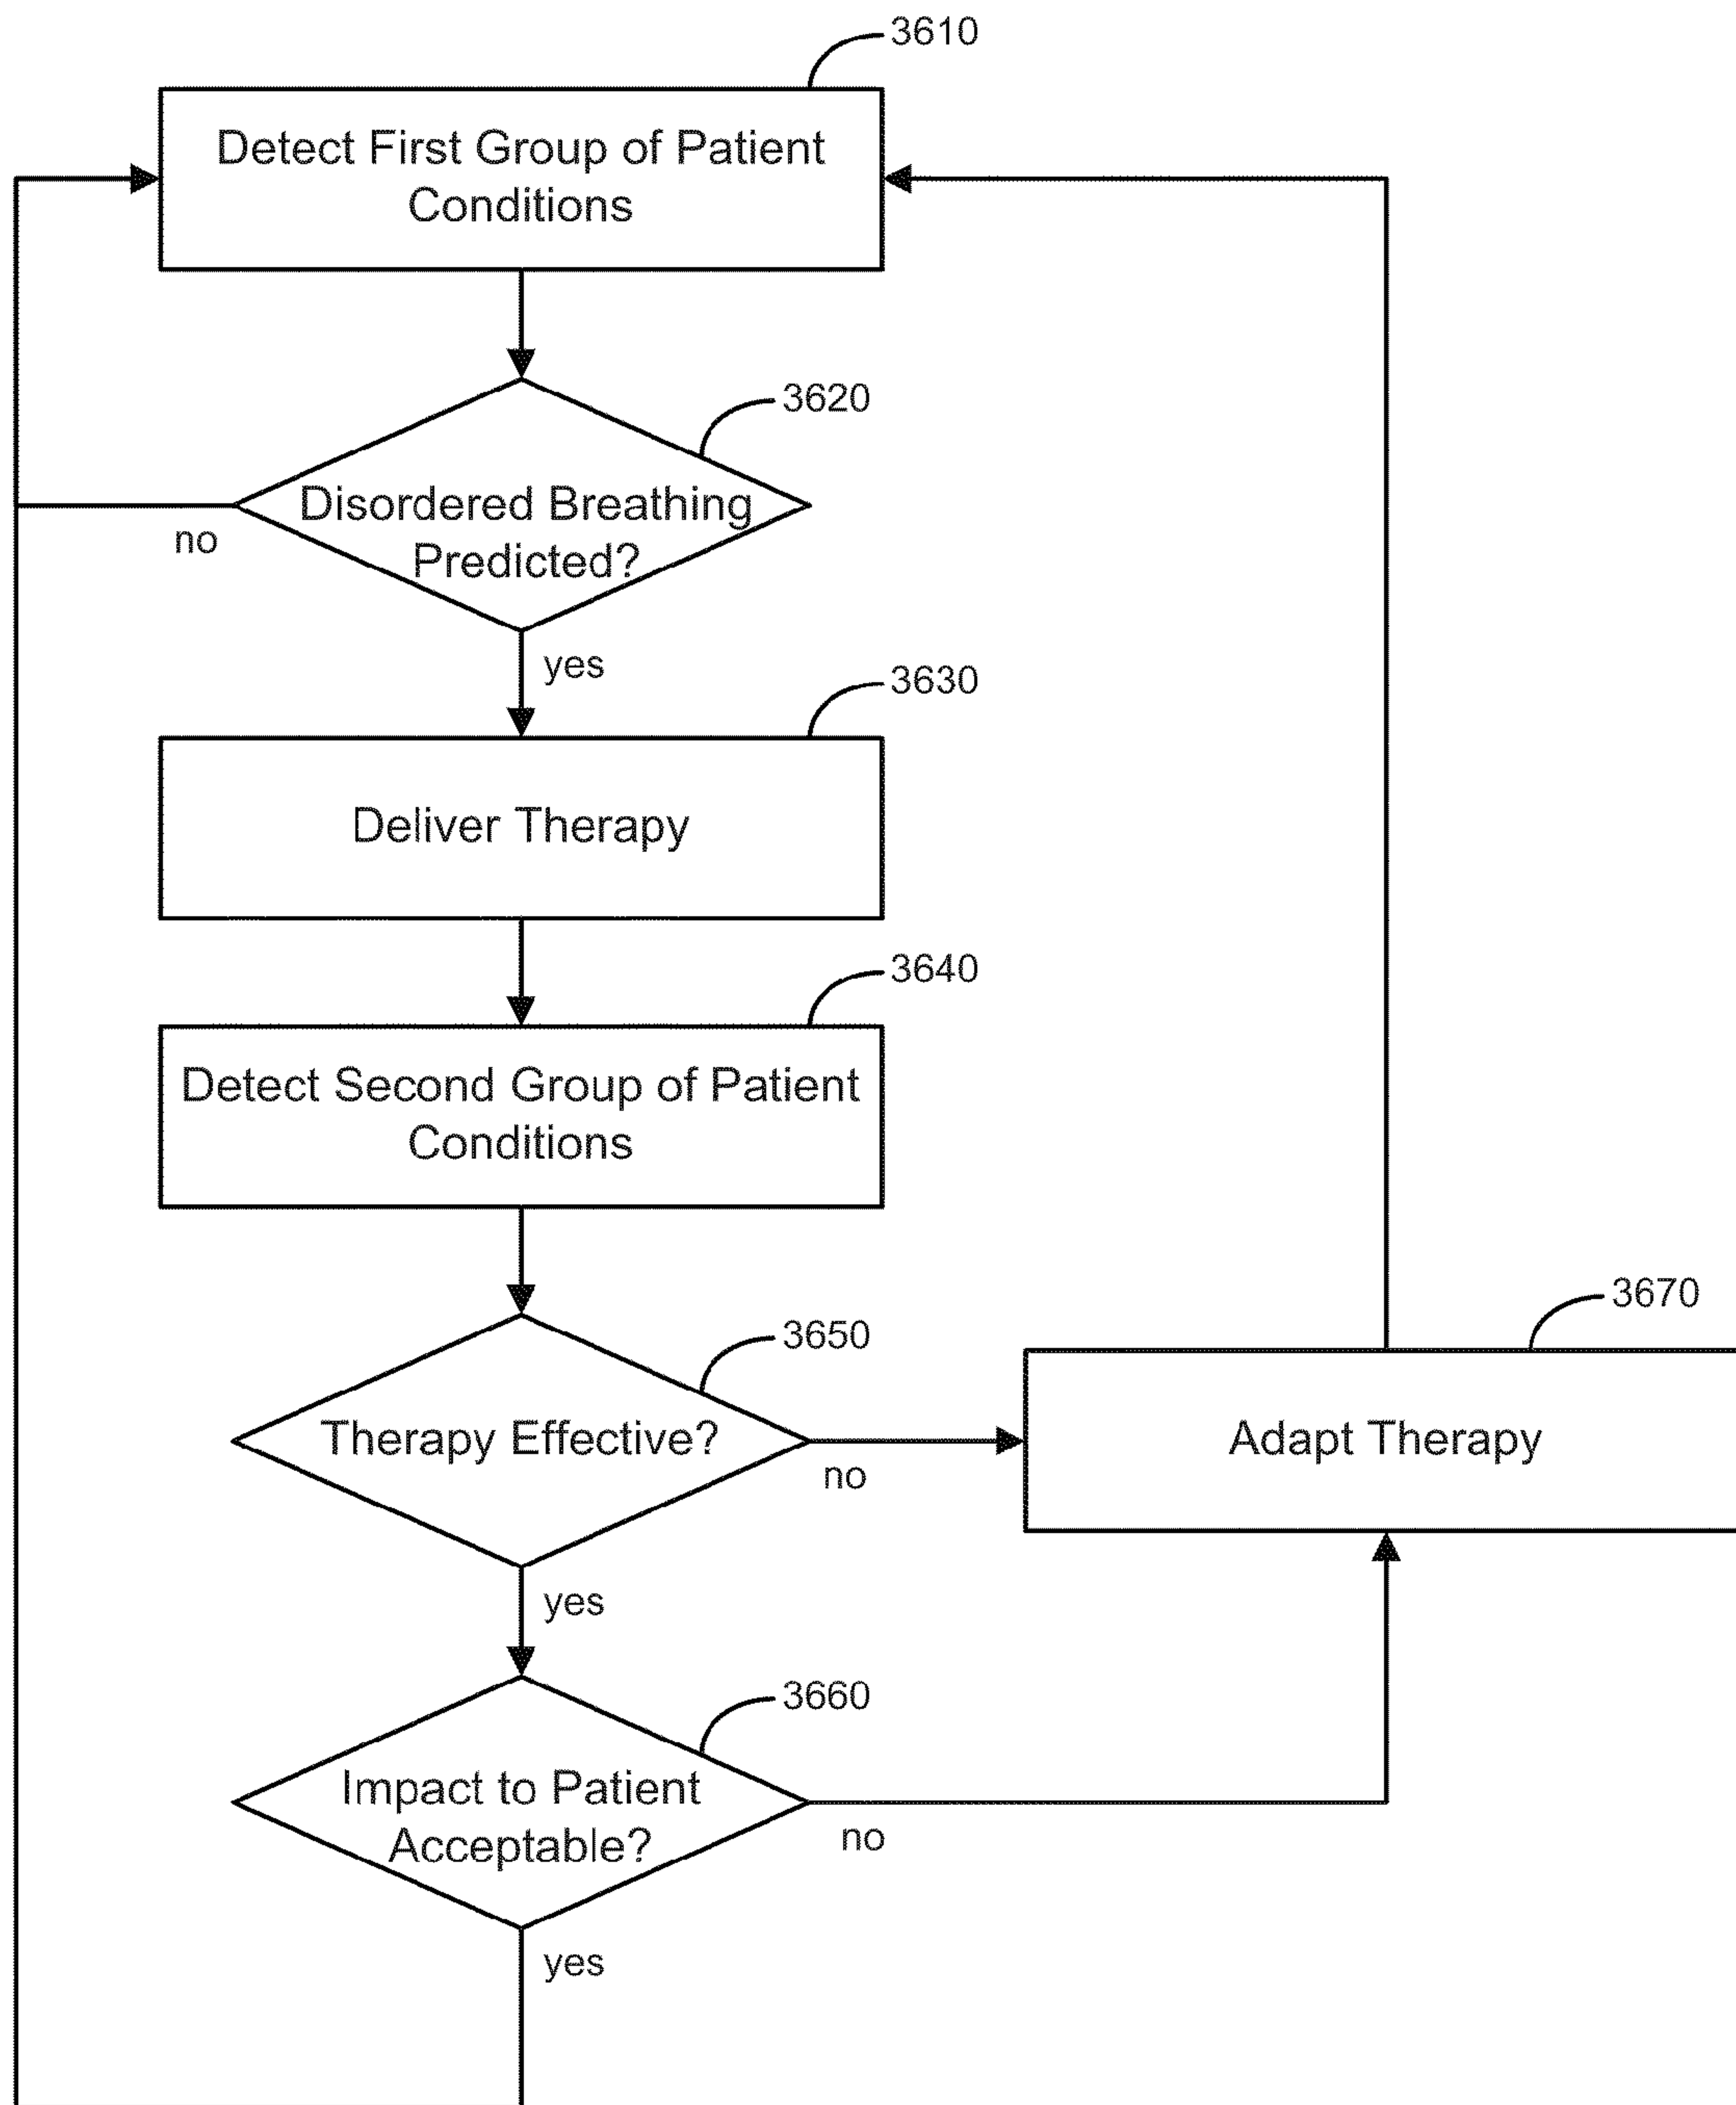 3610
Detect First Group of Patient
Conditions
3620
Disordered Breathing
Predicted?
no
yes
3630
Deliver Therapy
3640
Detect Second Group of Patient
Conditions
3650
Therapy Effective?
no
yes
3670
Adapt Therapy
3660
Impact to Patient
Acceptable?
no
yes